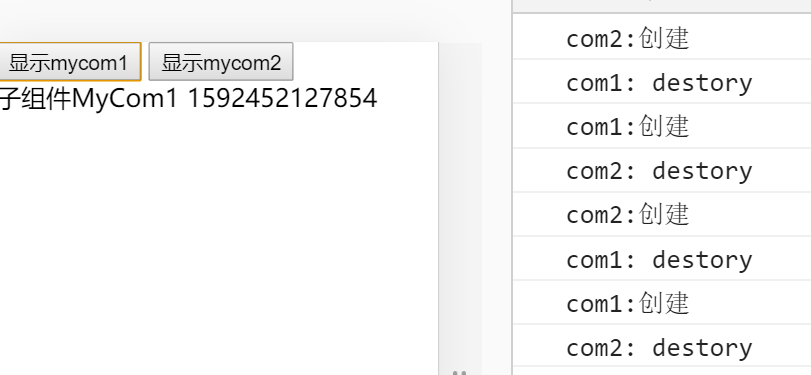 显示mycom1 显示mycom2
子组件MyCom1 1592452127854
com2:创建
com1: destory
com1:创建
com2: destory
com2:创建
com1: destory
com1:创建
com2: destory